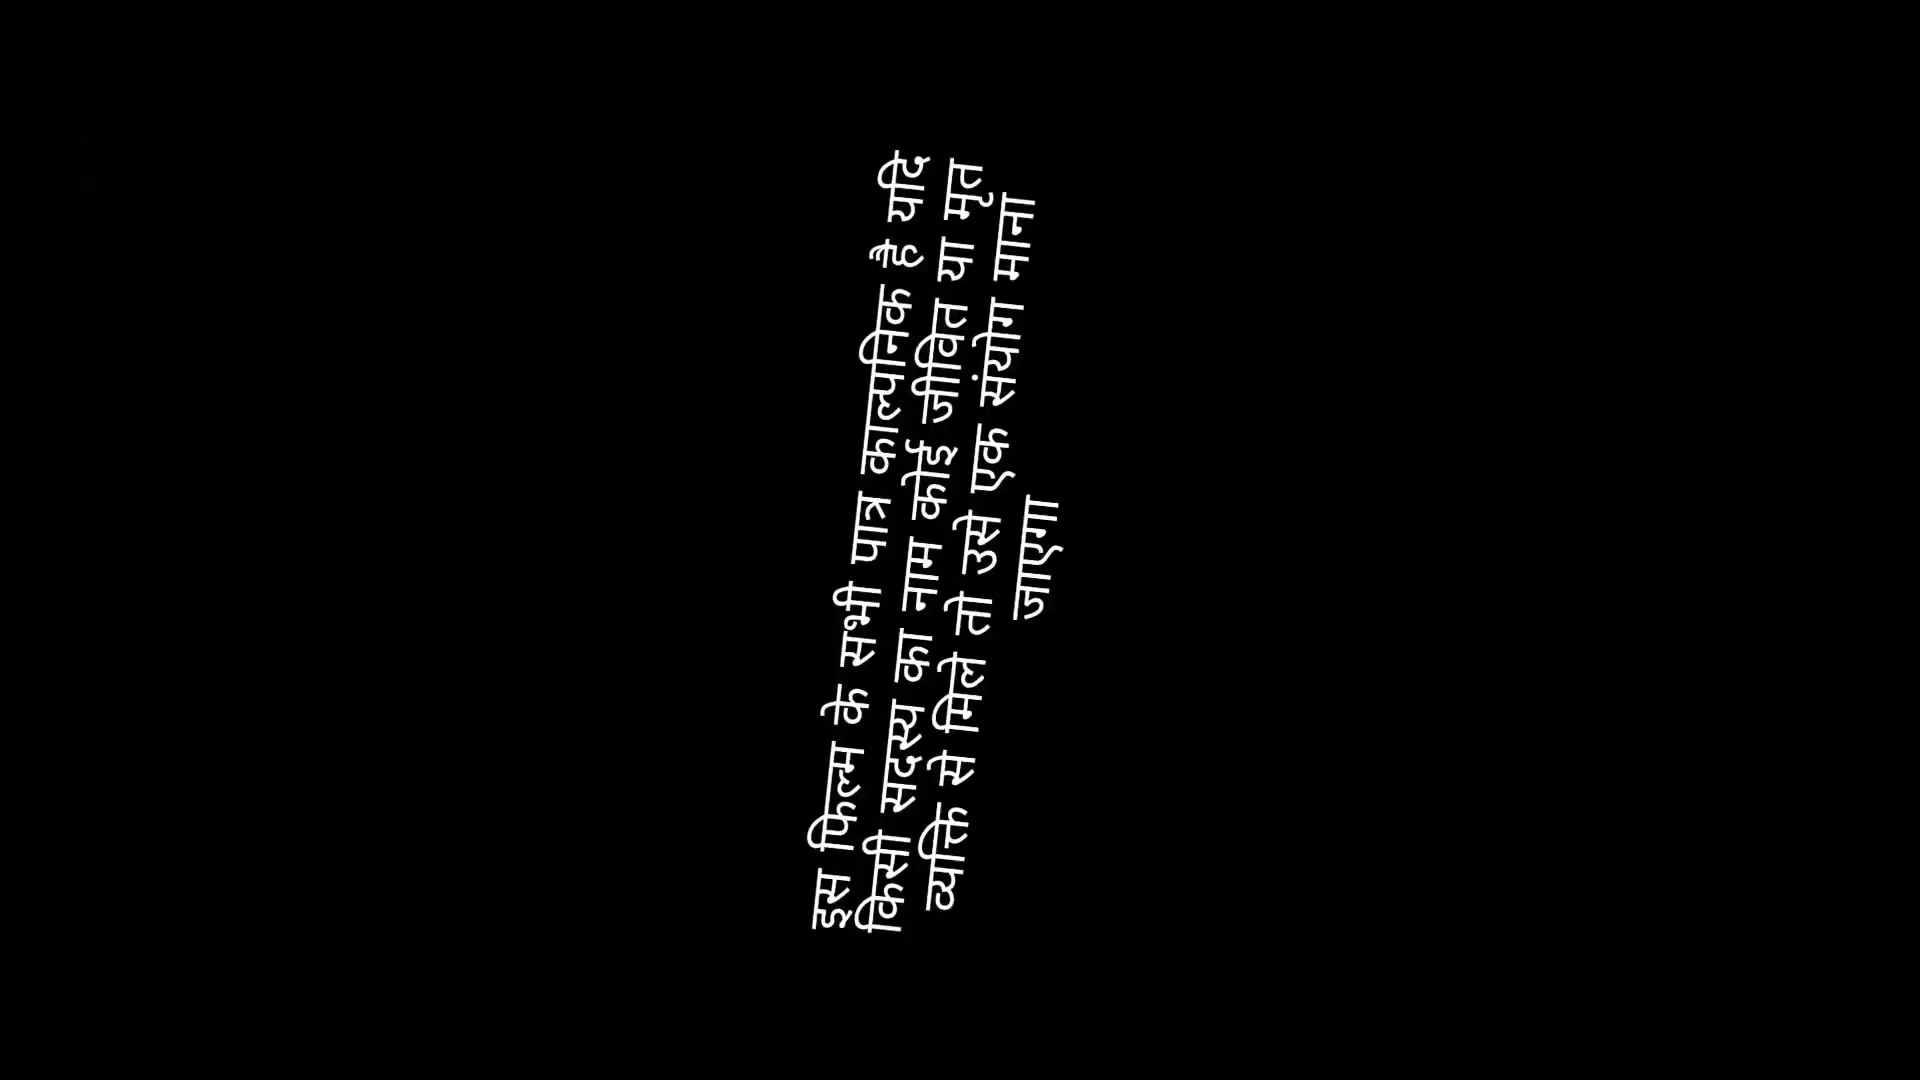 इस फिल्म के सभी पात्र काल्पनिक है यदि
किसी सदस्य का नाम कोई जीवित या मृत
व्यक्ति से मिले तो उसे एक संयोग माना
जाएगा